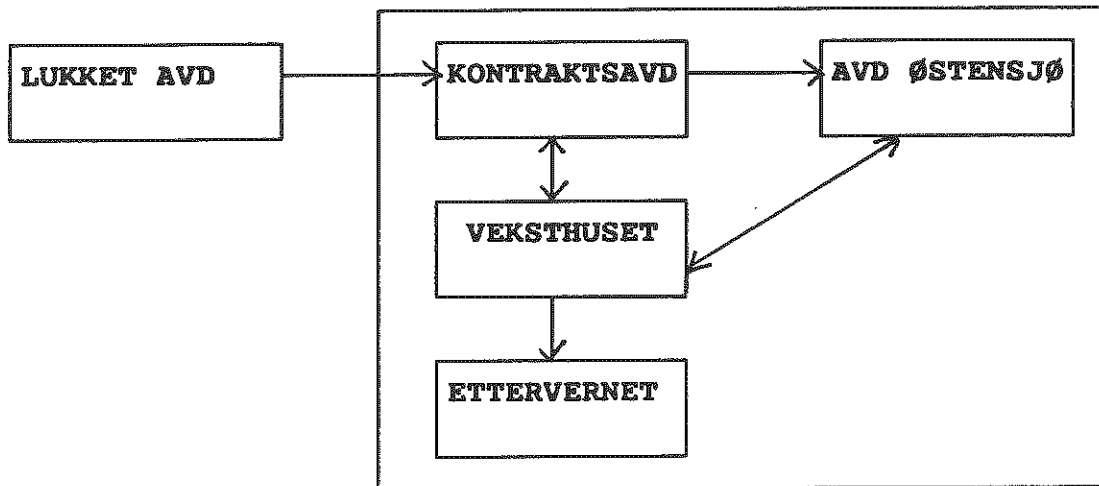 LUKKET AVD
KONTRAKTSAVD
AVD ØSTENSJØ
VEKSTHUSET
ETTERVERNET